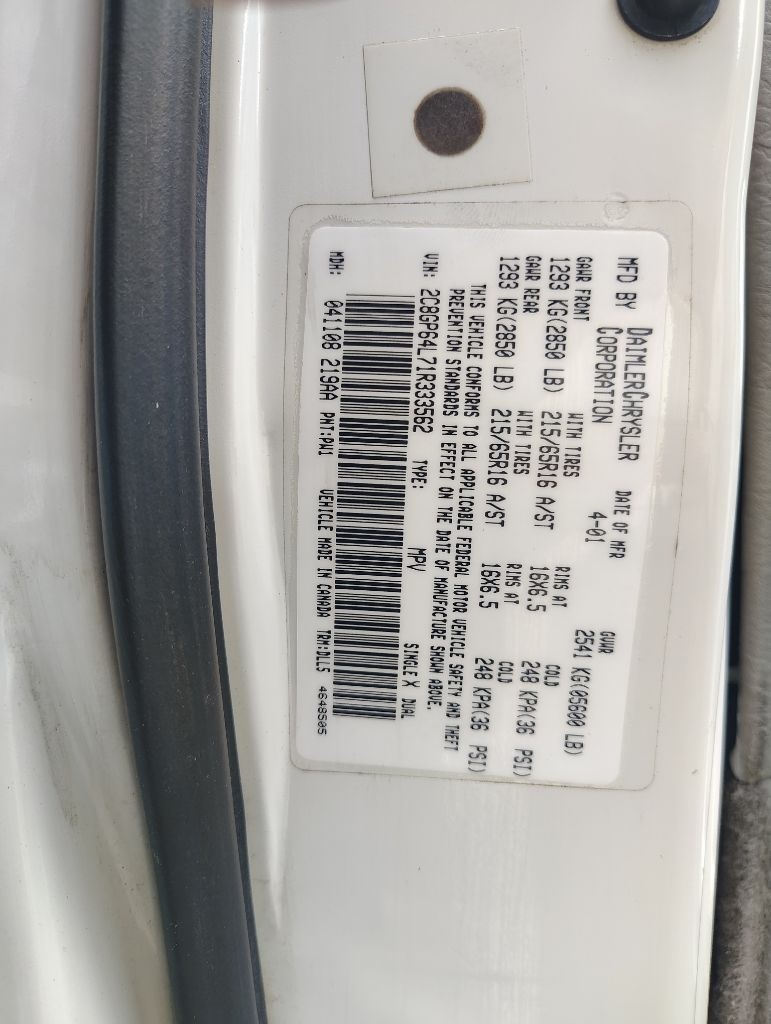 MFD BY DAIMLERCHRYSLER CORPORATION DATE OF MFR 4-01 GVWR 2541 KG(05600 LB)
GAWR FRONT WITH TIRES RIMS AT COLD
1293 KG(2850 LB) 215/65R16 A/ST 16X6.5 248 KPA(36 PSI)
GAWR REAR WITH TIRES RIMS AT COLD
1293 KG(2850 LB) 215/65R16 A/ST 16X6.5 248 KPA(36 PSI)
THIS VEHICLE CONFORMS TO ALL APPLICABLE FEDERAL MOTOR VEHICLE SAFETY AND THEFT
PREVENTION STANDARDS IN EFFECT ON THE DATE OF MANUFACTURE SHOWN ABOVE.
VIN: 2C8GP64L71R333562 TYPE: MPV SINGLE X DUAL
MDH: 041108 219AA PNT:PW1 VEHICLE MADE IN CANADA TRM:DLL5 4648505